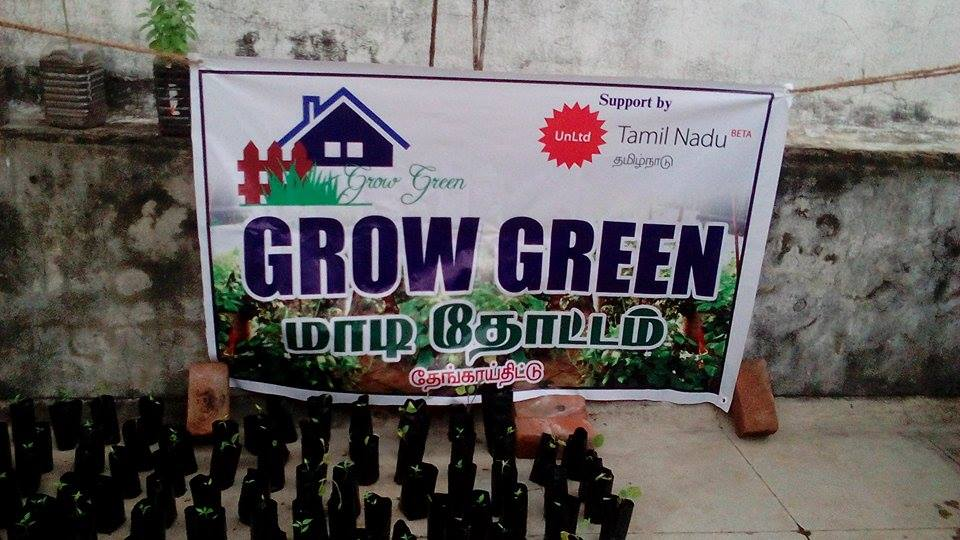 Support by
UnLtd
Tamil Nadu BETA
தமிழ்நாடு
Grow Green
GROW GREEN
மாடி தோட்டம்
தேங்காய்திட்டு